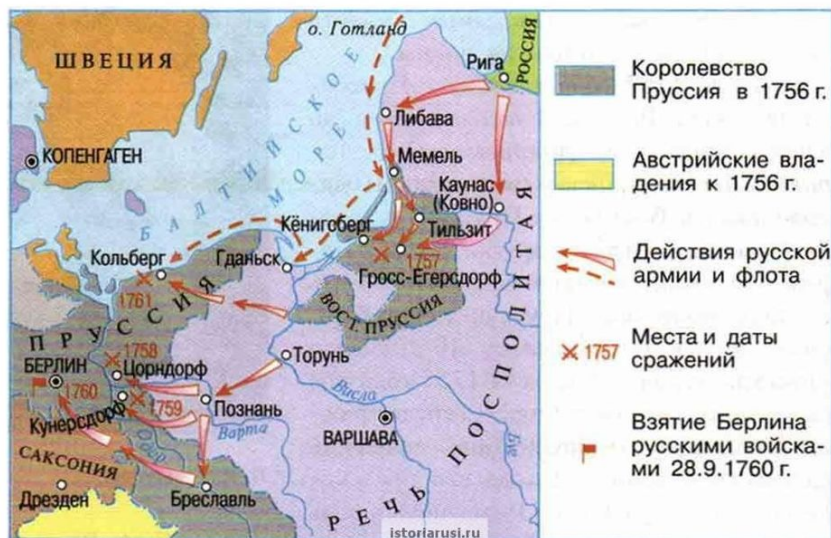 о. Готланд
ШВЕЦИЯ
РОССИЯ
Рига
БАЛТИЙСКОЕ
МОРЕ
Либава
КОПЕНГАГЕН
Мемель
Каунас
(Ковно)
Кёнигсберг
Тильзит
Кольберг
Гданьск
1757
Гросс-Егерсдорф
1761
ВОСТ. ПРУССИЯ
ПРУССИЯ
1758
Цорндорф
Торунь
БЕРЛИН
1760
1759
Кунерсдорф
Познань
Висла
Варта
ВАРШАВА
Буг
Одер
САКСОНИЯ
Дрезден
Бреславль
РЕЧЬ ПОСПОЛИТАЯ
Королевство
Пруссия в 1756 г.
Австрийские вла-
дения к 1756 г.
Действия русской
армии и флота
1757
Места и даты
сражений
Взятие Берлина
русскими войска-
ми 28.9.1760 г.
istoriarusi.ru